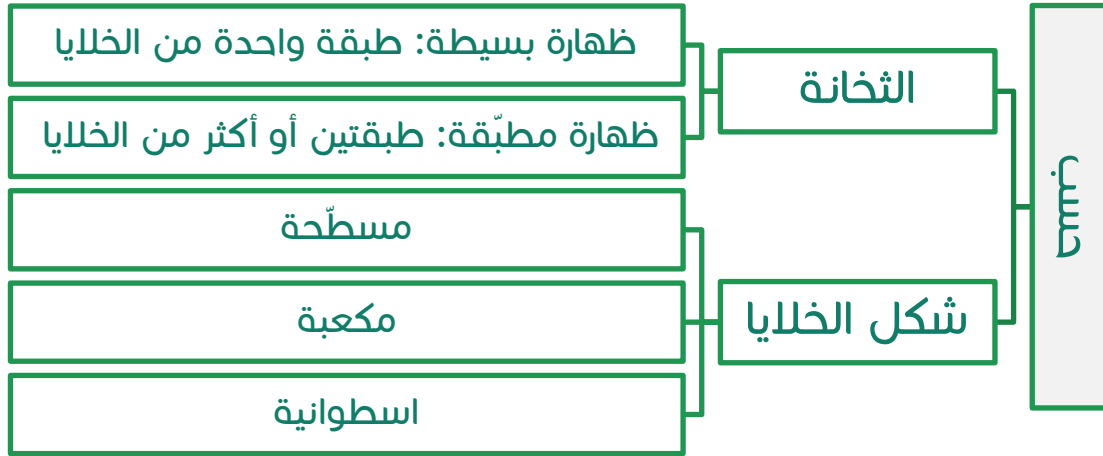 حسب
الثخانة
ظهارة بسيطة: طبقة واحدة من الخلايا
ظهارة مطبّقة: طبقتين أو أكثر من الخلايا
شكل الخلايا
مسطّحة
مكعبة
اسطوانية